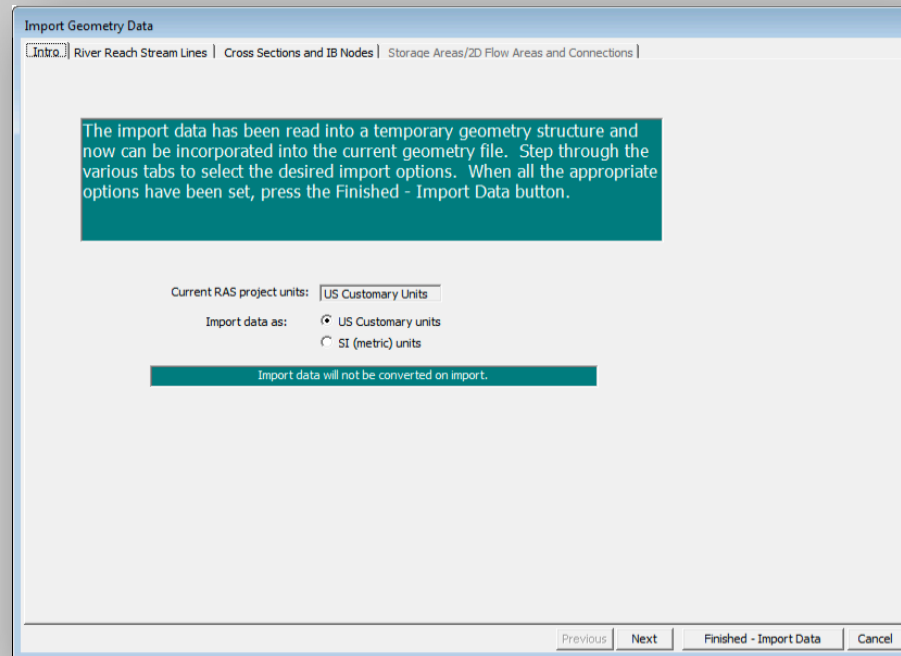 Import Geometry Data
Intro River Reach Stream Lines Cross Sections and IB Nodes Storage Areas/2D Flow Areas and Connections
The import data has been read into a temporary geometry structure and
now can be incorporated into the current geometry file. Step through the
various tabs to select the desired import options. When all the appropriate
options have been set, press the Finished - Import Data button.
Current RAS project units: US Customary Units
Import data as: US Customary units
SI (metric) units
Import data will not be converted on import.
Previous Next Finished - Import Data Cancel